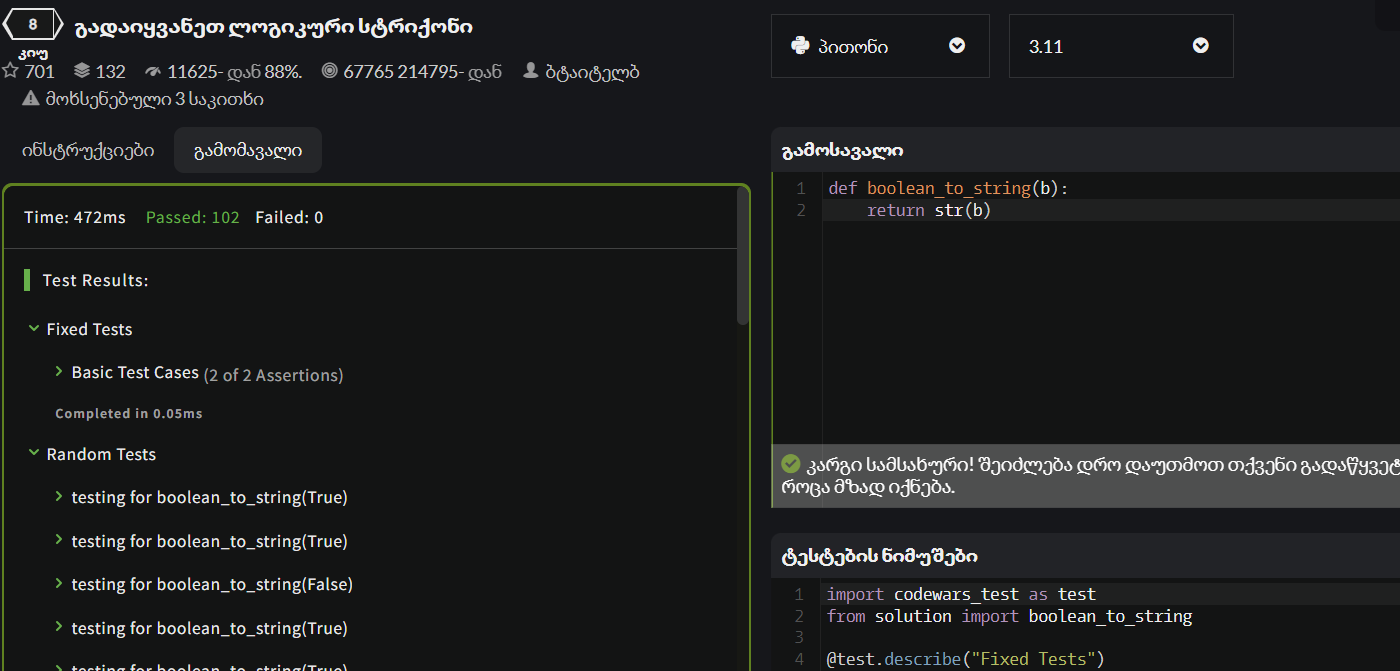 8 გადაიყვანეთ ლოგიკური სტრიქონი
კიუ
701 132 11625- დან 88%. 67765 214795- დან ბტაიტელბ
მოხსენებული 3 საკითხი
ინსტრუქციები გამომავალი
Time: 472ms Passed: 102 Failed: 0
Test Results:
Fixed Tests
Basic Test Cases (2 of 2 Assertions)
Completed in 0.05ms
Random Tests
testing for boolean_to_string(True)
testing for boolean_to_string(True)
testing for boolean_to_string(False)
testing for boolean_to_string(True)
testing for boolean_to_string(True)
პითონი 3.11
გამოსავალი
1 def boolean_to_string(b):
2 return str(b)
კარგი სამსახური! შეიძლება დრო დაუთმოთ თქვენი გადაწყვეტ
როცა მზად იქნება.
ტესტების ნიმუშები
1 import codewars_test as test
2 from solution import boolean_to_string
3
4 @test.describe("Fixed Tests")